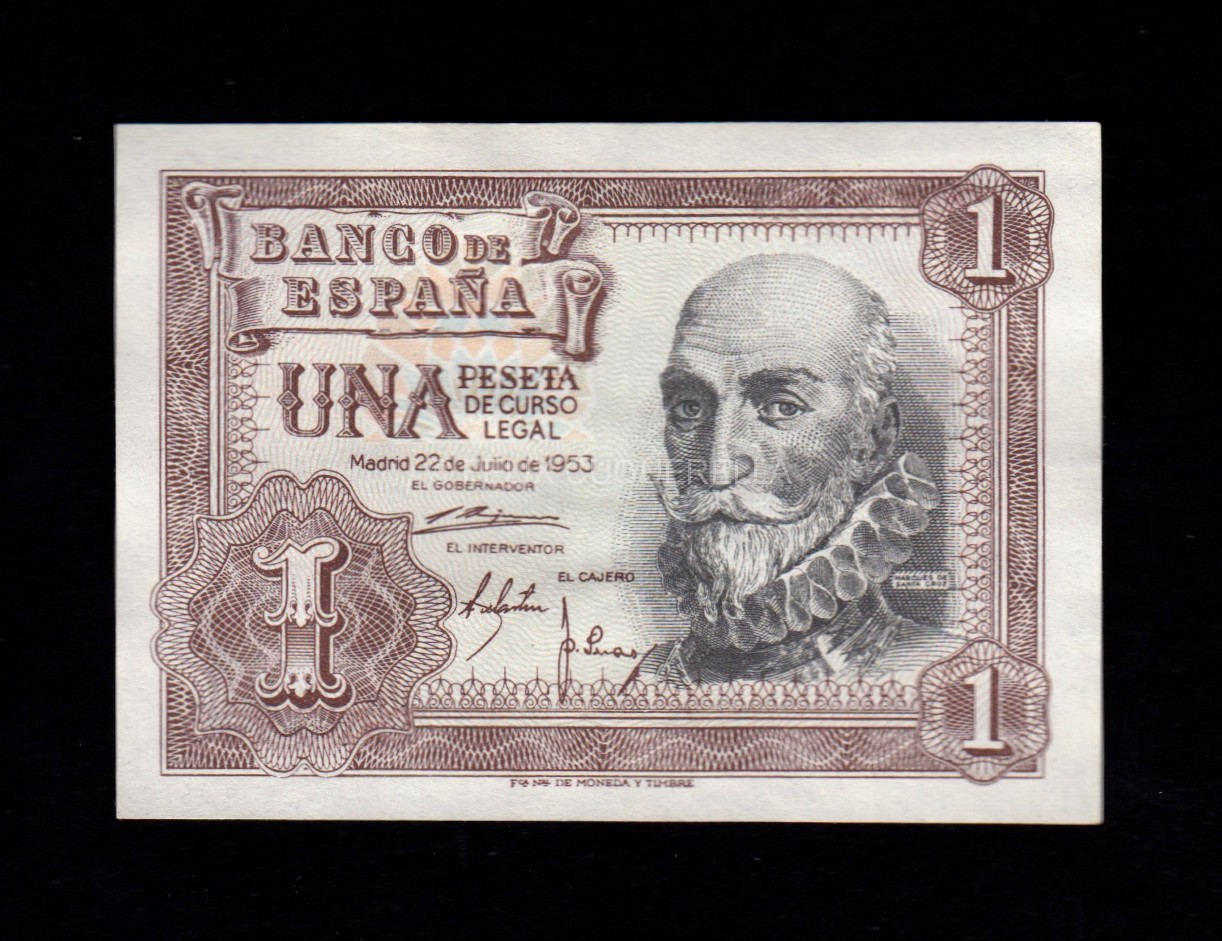 BANCO DE
ESPAÑA
1
UNA PESETA
DE CURSO
LEGAL
Madrid 22 de Julio de 1953
EL GOBERNADOR
EL INTERVENTOR
EL CAJERO
MARQUES DE
SANTA CRUZ
1
1
Fca. Nal. DE MONEDA Y TIMBRE